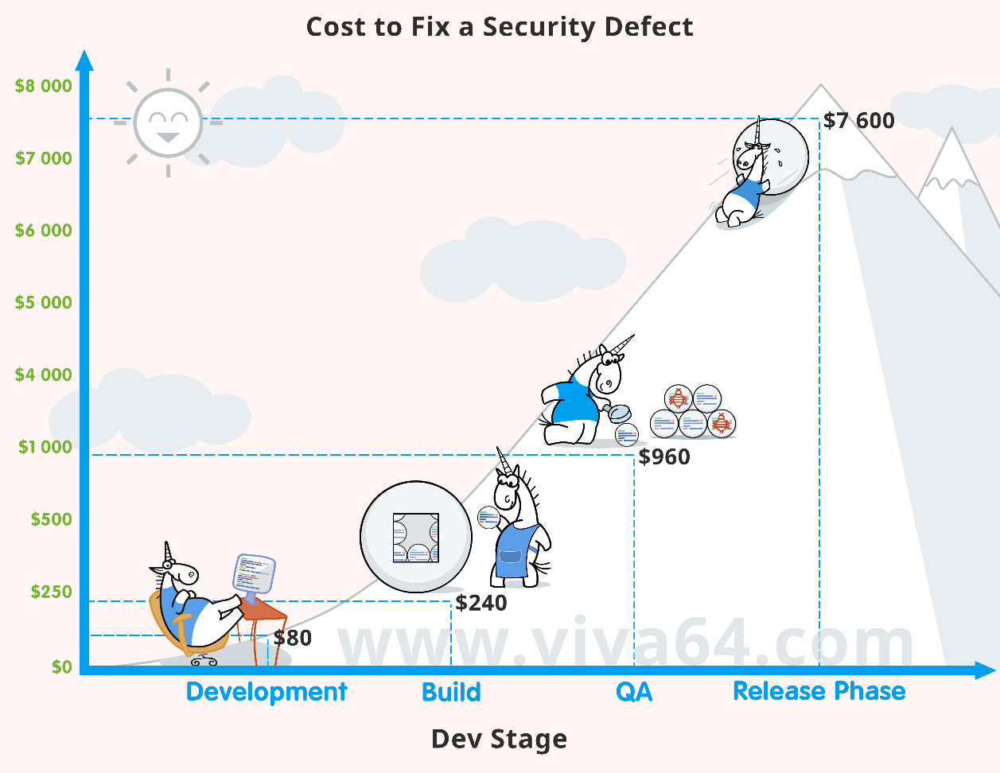 Cost to Fix a Security Defect
$8 000
$7 600
$7 000
$6 000
$5 000
$4 000
$1 000
$960
$500
$250
$240
$80
www.viva64.com
$0
Development
Build
QA
Release Phase
Dev Stage